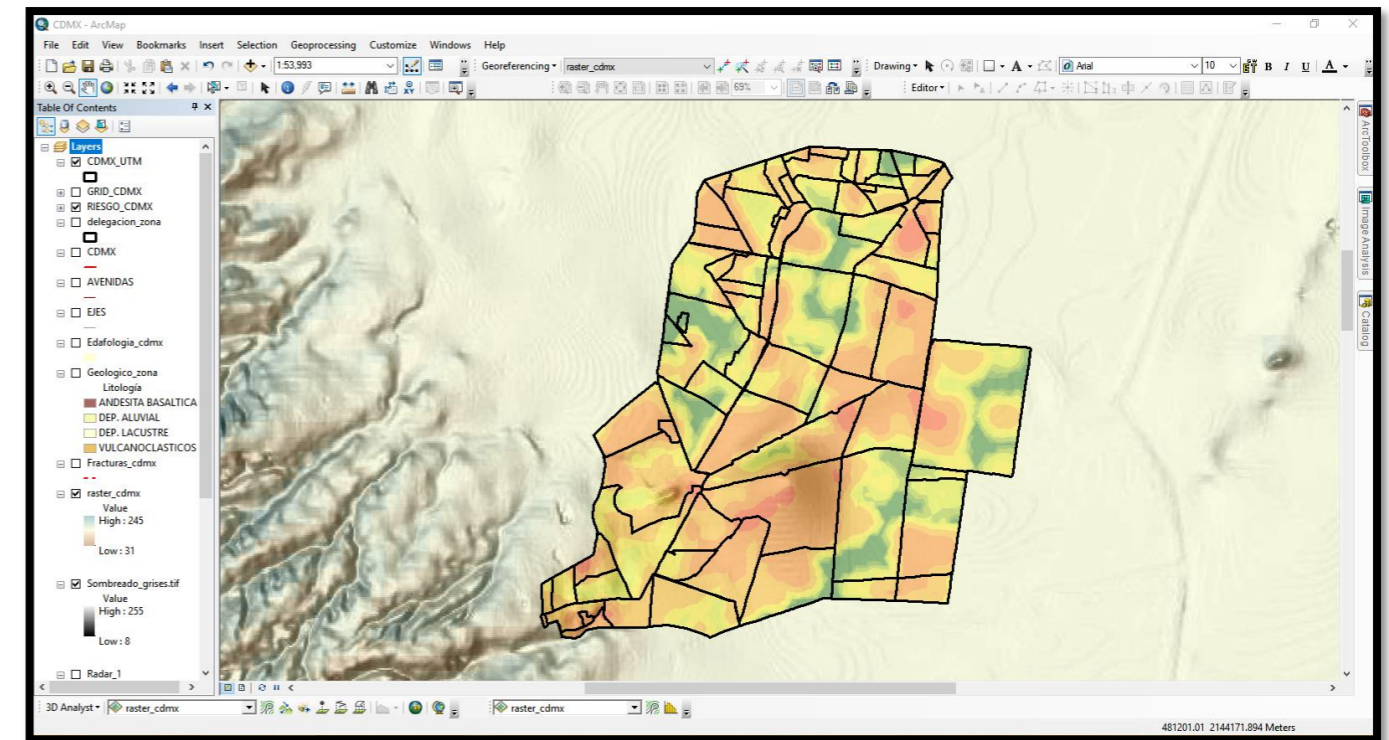 CDMX - ArcMap
File Edit View Bookmarks Insert Selection Geoprocessing Customize Windows Help
1:53,993 Georeferencing raster_cdmx Drawing A Arial 10 B I U A
69% Editor
Table Of Contents
Layers
CDMX_UTM
GRID_CDMX
RIESGO_CDMX
delegacion_zona
CDMX
AVENIDAS
EJES
Edafologia_cdmx
Geologico_zona
Litología
ANDESITA BASALTICA
DEP. ALUVIAL
DEP. LACUSTRE
VULCANOCLASTICOS
Fracturas_cdmx
raster_cdmx
Value
High : 245
Low : 31
Sombreado_grises.tif
Value
High : 255
Low : 8
Radar_1
ArcToolbox
Image Analysis
Catalog
3D Analyst raster_cdmx raster_cdmx
481201.01 2144171.894 Meters